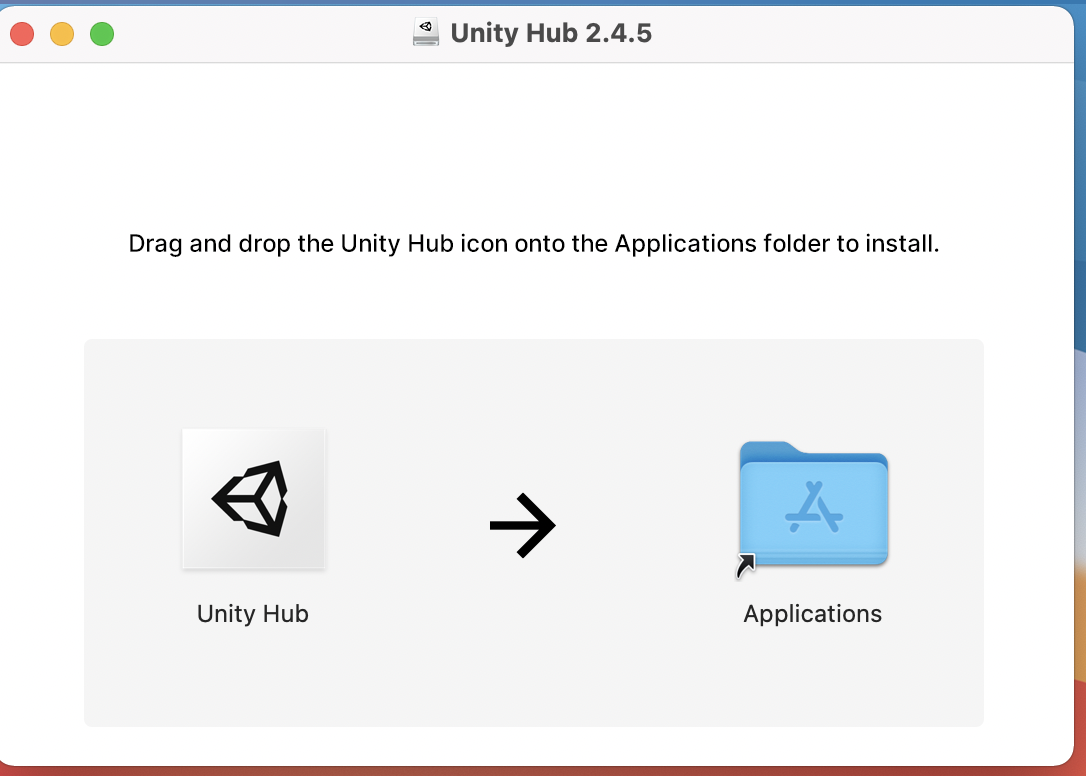 Unity Hub 2.4.5
Drag and drop the Unity Hub icon onto the Applications folder to install.
Unity Hub
Applications